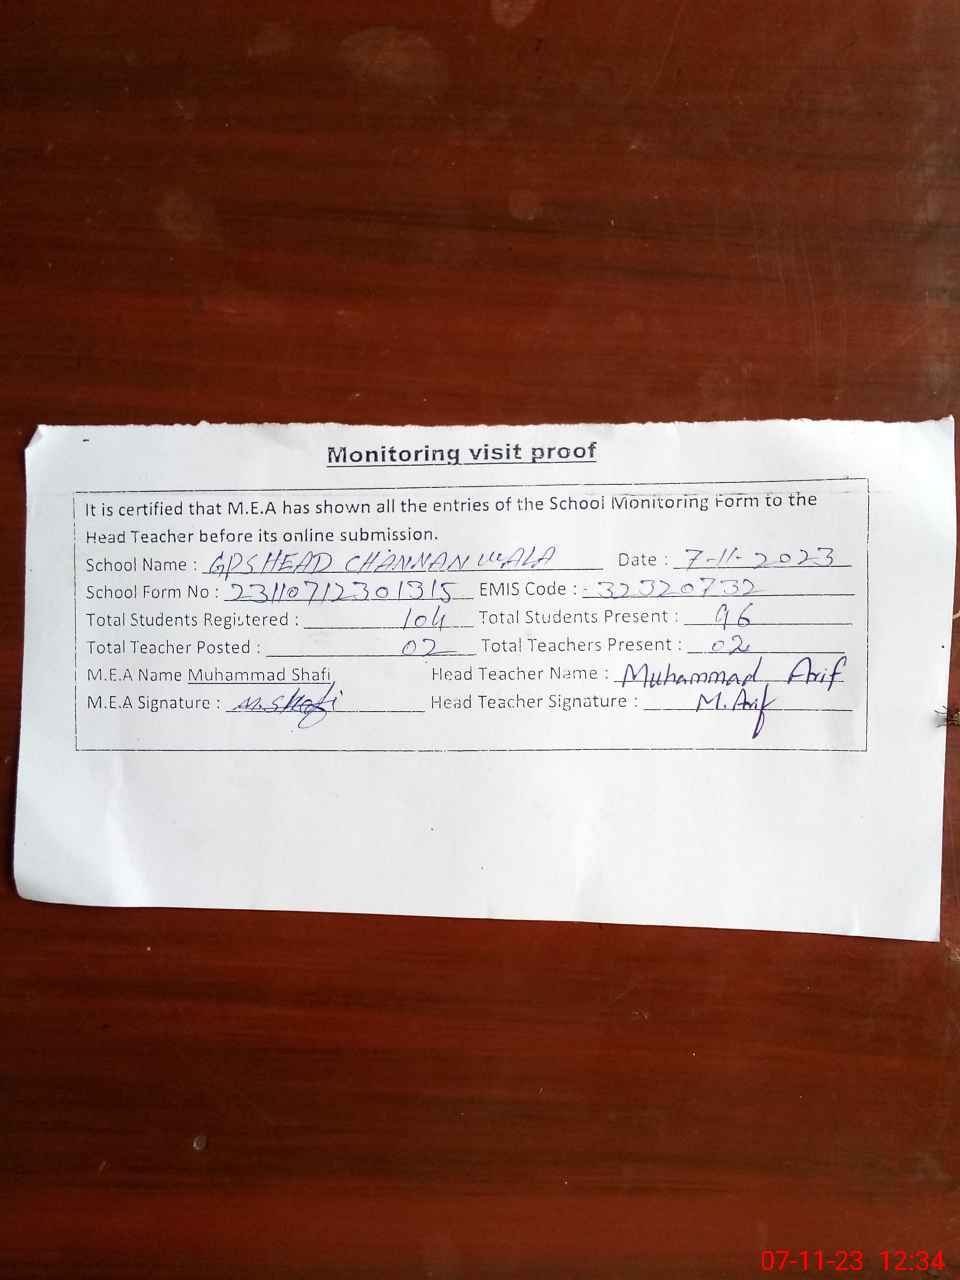 Monitoring visit proof
It is certified that M.E.A has shown all the entries of the School Monitoring Form to the
Head Teacher before its online submission.
School Name : GPS HEAD CHANNAN WALA Date : 7-11-2023
School Form No : 23110712301315 EMIS Code : - 32320732
Total Students Registered : 104 Total Students Present : 96
Total Teacher Posted : 02 Total Teachers Present : 02
M.E.A Name Muhammad Shafi Head Teacher Name : Muhammad Arif
M.E.A Signature : M.Shafi Head Teacher Signature : M. Arif
07-11-23 12:34